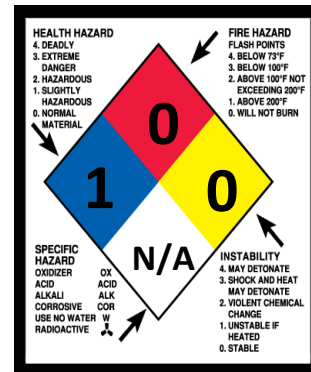 HEALTH HAZARD
4. DEADLY
3. EXTREME
DANGER
2. HAZARDOUS
1. SLIGHTLY
HAZARDOUS
0. NORMAL
MATERIAL
FIRE HAZARD
FLASH POINTS
4. BELOW 73°F
3. BELOW 100°F
2. ABOVE 100°F NOT
EXCEEDING 200°F
1. ABOVE 200°F
0. WILL NOT BURN
0
1
0
N/A
SPECIFIC
HAZARD
OXIDIZER OX
ACID ACID
ALKALI ALK
CORROSIVE COR
USE NO WATER W
RADIOACTIVE
INSTABILITY
4. MAY DETONATE
3. SHOCK AND HEAT
MAY DETONATE
2. VIOLENT CHEMICAL
CHANGE
1. UNSTABLE IF
HEATED
0. STABLE